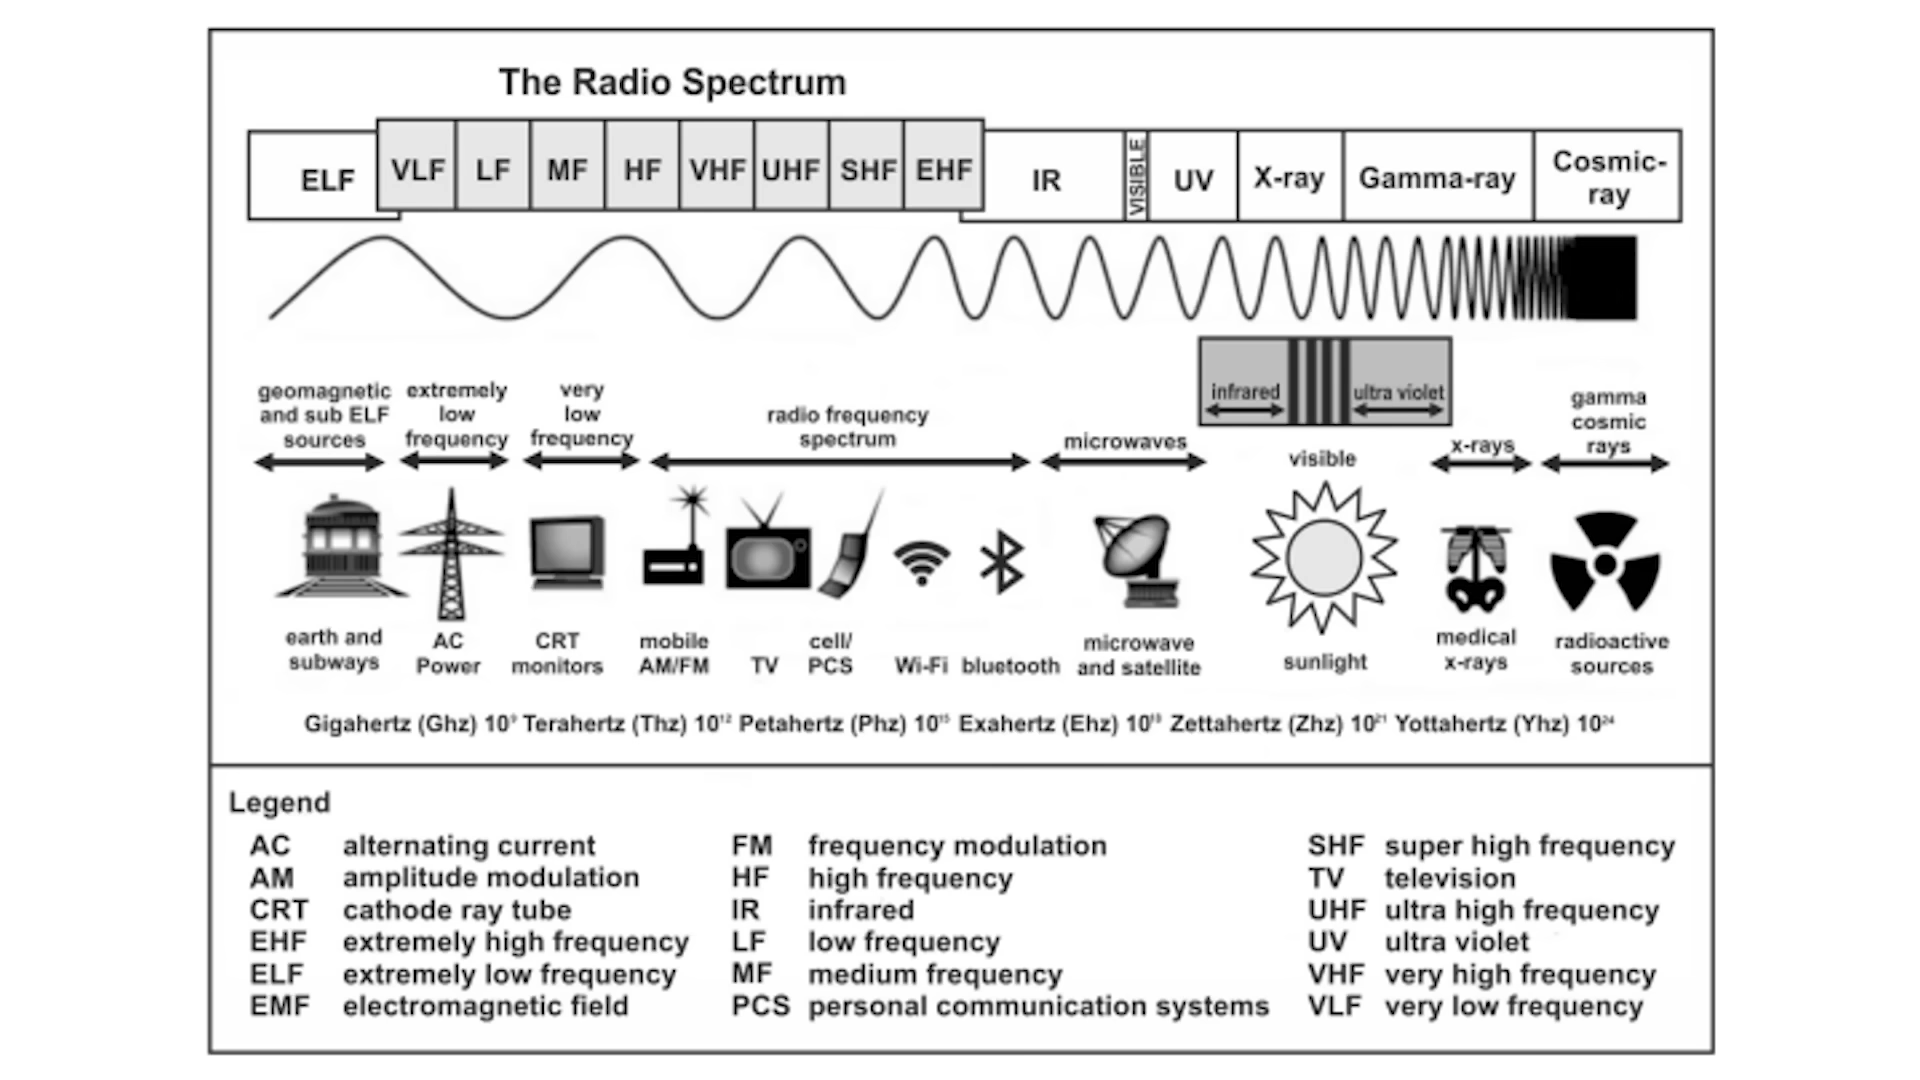 The Radio Spectrum
ELF VLF LF MF HF VHF UHF SHF EHF IR VISIBLE UV X-ray Gamma-ray Cosmic-
ray
geomagnetic
and sub ELF
sources
extremely
low
frequency
very
low
frequency
radio frequency
spectrum
microwaves
infrared
ultra violet
visible
x-rays
gamma
cosmic
rays
earth and
subways
AC
Power
CRT
monitors
mobile
AM/FM
TV
cell/
PCS
Wi-Fi
bluetooth
microwave
and satellite
sunlight
medical
x-rays
radioactive
sources
Gigahertz (Ghz) 10⁹ Terahertz (Thz) 10¹² Petahertz (Phz) 10¹⁵ Exahertz (Ehz) 10¹⁸ Zettahertz (Zhz) 10²¹ Yottahertz (Yhz) 10²⁴
Legend
AC alternating current
AM amplitude modulation
CRT cathode ray tube
EHF extremely high frequency
ELF extremely low frequency
EMF electromagnetic field
FM frequency modulation
HF high frequency
IR infrared
LF low frequency
MF medium frequency
PCS personal communication systems
SHF super high frequency
TV television
UHF ultra high frequency
UV ultra violet
VHF very high frequency
VLF very low frequency